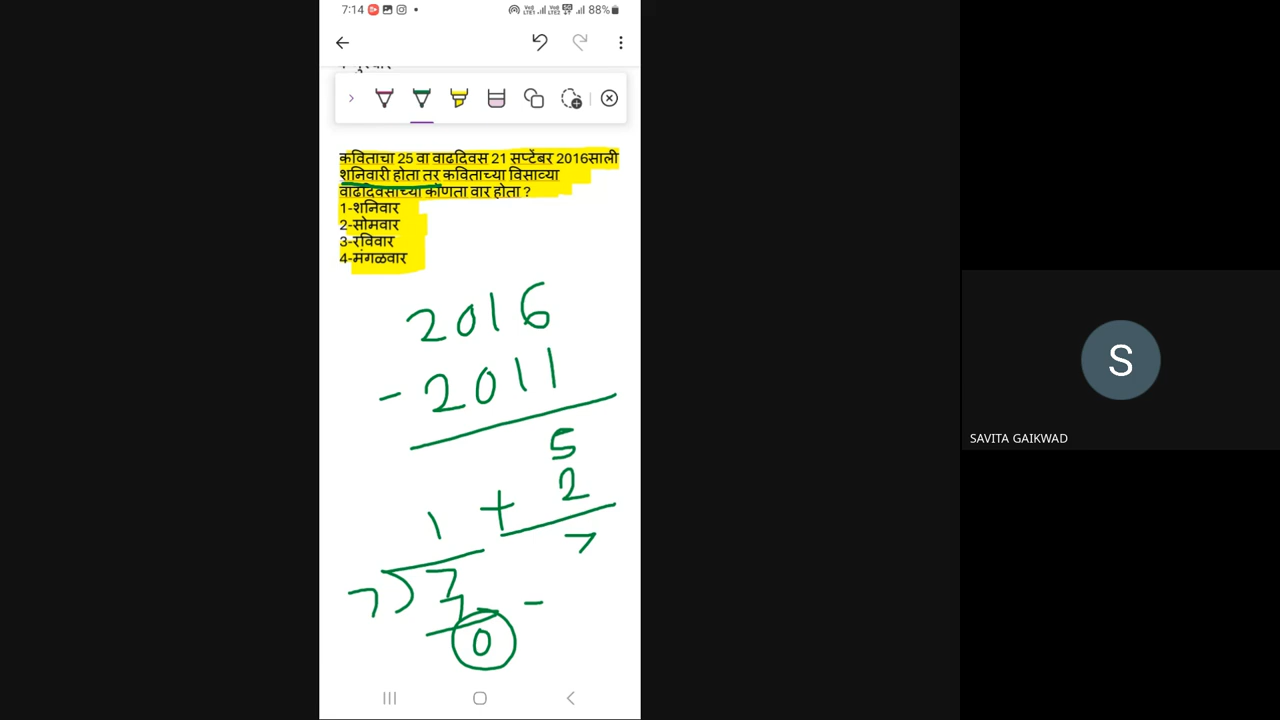 7:14 88%
कविताचा 25 वा वाढदिवस 21 सप्टेंबर 2016साली
शनिवारी होता तर कविताच्या विसाव्या
वाढदिवसाच्या कोणता वार होता ?
1-शनिवार
2-सोमवार
3-रविवार
4-मंगळवार
2016
- 2011
5
+ 2
7
1
7 7 -
7
0
S
SAVITA GAIKWAD